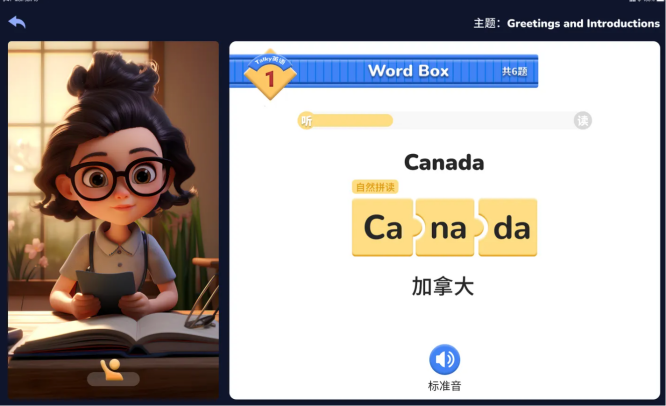 主题：Greetings and Introductions
Talky英语
1
Word Box
共6题
听
读
Canada
自然拼读
Ca na da
加拿大
标准音